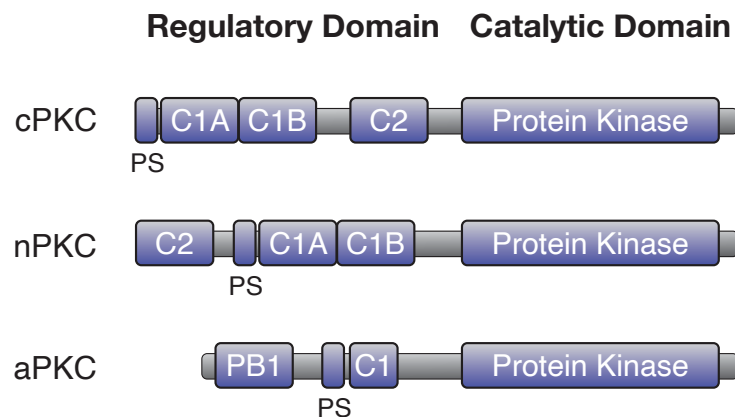 Regulatory Domain Catalytic Domain
cPKC C1A C1B C2 Protein Kinase
PS
nPKC C2 C1A C1B Protein Kinase
PS
aPKC PB1 C1 Protein Kinase
PS